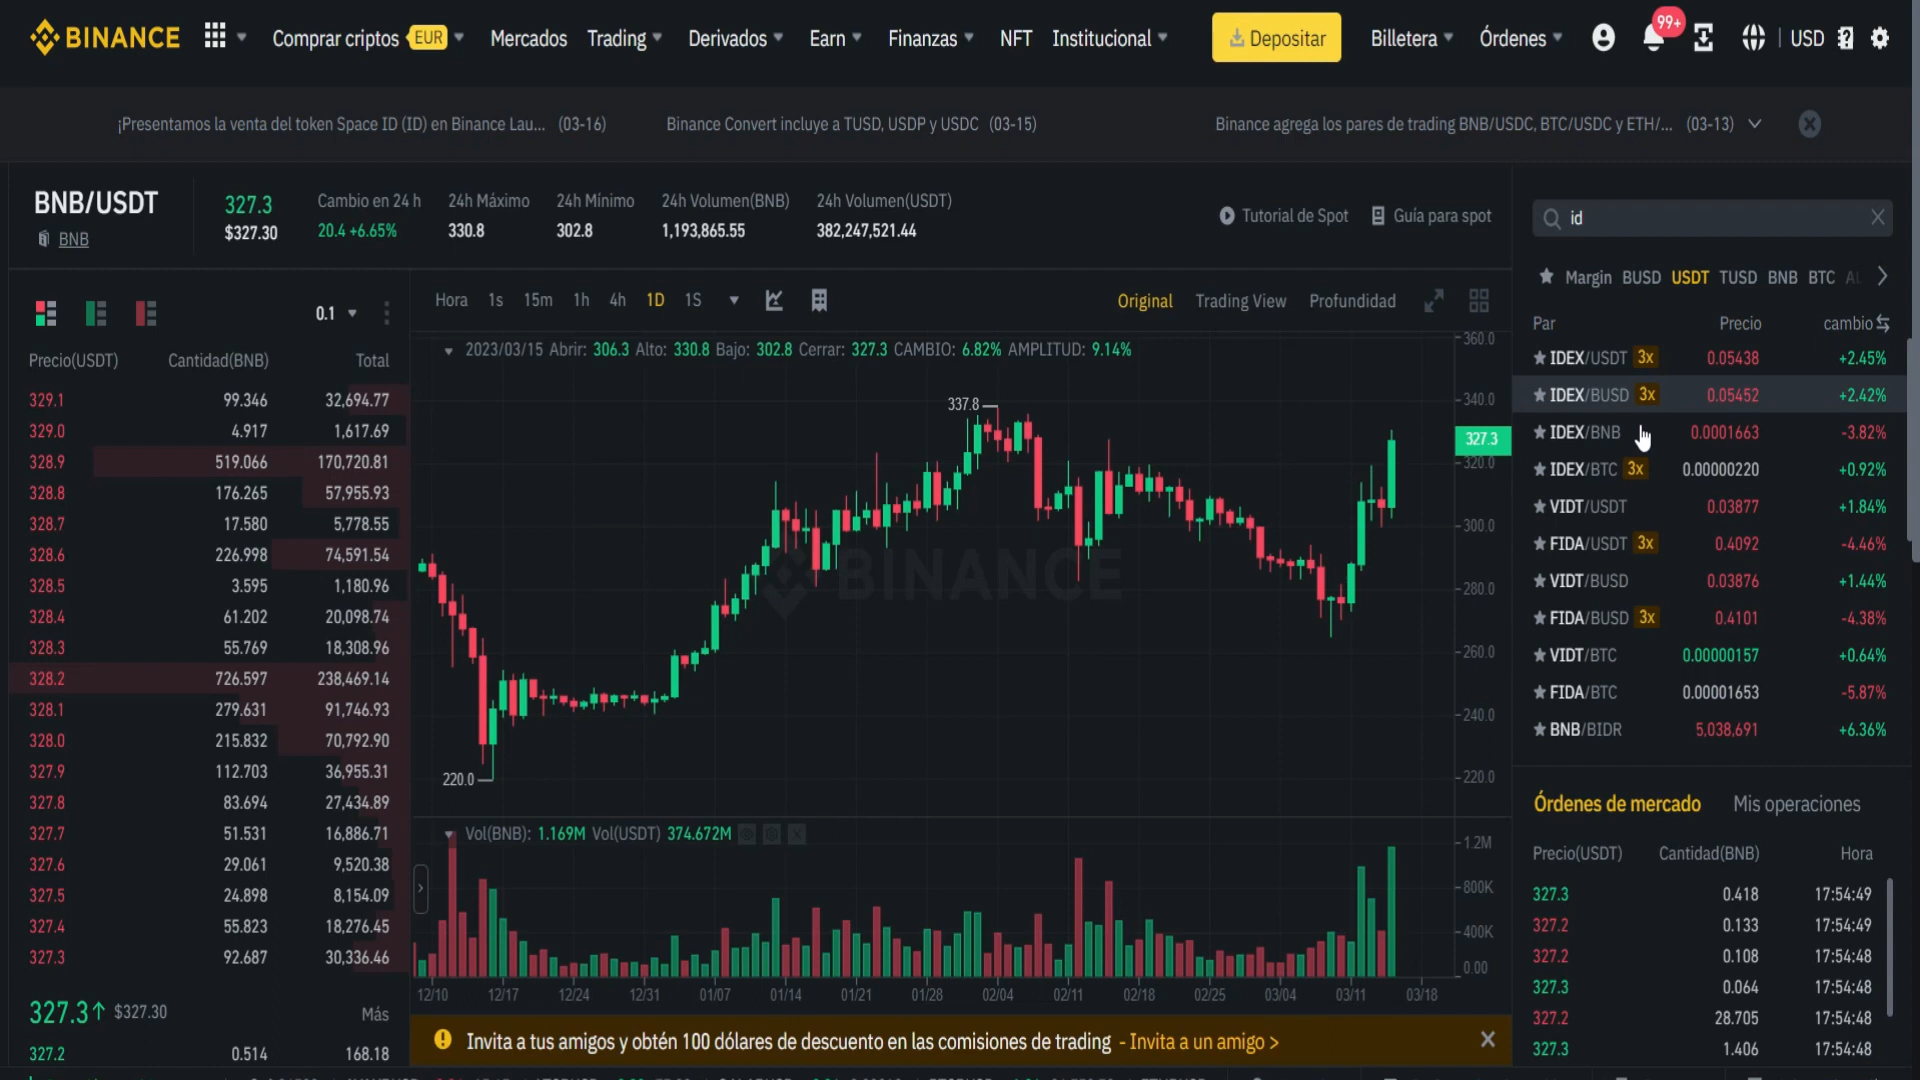 BINANCE
Comprar criptos EUR
Mercados
Trading
Derivados
Earn
Finanzas
NFT
Institucional
Depositar
Billetera
Órdenes
99+
USD
¡Presentamos la venta del token Space ID (ID) en Binance Lau... (03-16)
Binance Convert incluye a TUSD, USDP y USDC (03-15)
Binance agrega los pares de trading BNB/USDC, BTC/USDC y ETH/... (03-13)
BNB/USDT
BNB
327.3
$327.30
Cambio en 24 h
20.4 +6.65%
24h Máximo
330.8
24h Mínimo
302.8
24h Volumen(BNB)
1,193,865.55
24h Volumen(USDT)
382,247,521.44
Tutorial de Spot
Guía para spot
0.1
Precio(USDT) Cantidad(BNB) Total
329.1 99.346 32,694.77
329.0 4.917 1,617.69
328.9 519.066 170,720.81
328.8 176.265 57,955.93
328.7 17.580 5,778.55
328.6 226.998 74,591.54
328.5 3.595 1,180.96
328.4 61.202 20,098.74
328.3 55.769 18,308.96
328.2 726.597 238,469.14
328.1 279.631 91,746.93
328.0 215.832 70,792.90
327.9 112.703 36,955.31
327.8 83.694 27,434.89
327.7 51.531 16,886.71
327.6 29.061 9,520.38
327.5 24.898 8,154.09
327.4 55.823 18,276.45
327.3 92.687 30,336.46
327.3 $327.30 Más
327.2 0.514 168.18
Hora 1s 15m 1h 4h 1D 1S
Original Trading View Profundidad
2023/03/15 Abrir: 306.3 Alto: 330.8 Bajo: 302.8 Cerrar: 327.3 CAMBIO: 6.82% AMPLITUD: 9.14%
337.8
220.0
BINANCE
360.0
340.0
327.3
320.0
300.0
280.0
260.0
240.0
220.0
Vol(BNB): 1.169M Vol(USDT) 374.672M
1.2M
800K
400K
0.00
12/10 12/17 12/24 12/31 01/07 01/14 01/21 01/28 02/04 02/11 02/18 02/25 03/04 03/11 03/18
Invita a tus amigos y obtén 100 dólares de descuento en las comisiones de trading - Invita a un amigo >
id
Margin BUSD USDT TUSD BNB BTC
Par Precio cambio
IDEX/USDT 3x 0.05438 +2.45%
IDEX/BUSD 3x 0.05452 +2.42%
IDEX/BNB 0.0001663 -3.82%
IDEX/BTC 3x 0.00000220 +0.92%
VIDT/USDT 0.03877 +1.84%
FIDA/USDT 3x 0.4092 -4.46%
VIDT/BUSD 0.03876 +1.44%
FIDA/BUSD 3x 0.4101 -4.38%
VIDT/BTC 0.00000157 +0.64%
FIDA/BTC 0.00001653 -5.87%
BNB/BIDR 5,038,691 +6.36%
Órdenes de mercado Mis operaciones
Precio(USDT) Cantidad(BNB) Hora
327.3 0.418 17:54:49
327.2 0.133 17:54:49
327.2 0.108 17:54:48
327.3 0.064 17:54:48
327.2 28.705 17:54:48
327.3 1.406 17:54:48